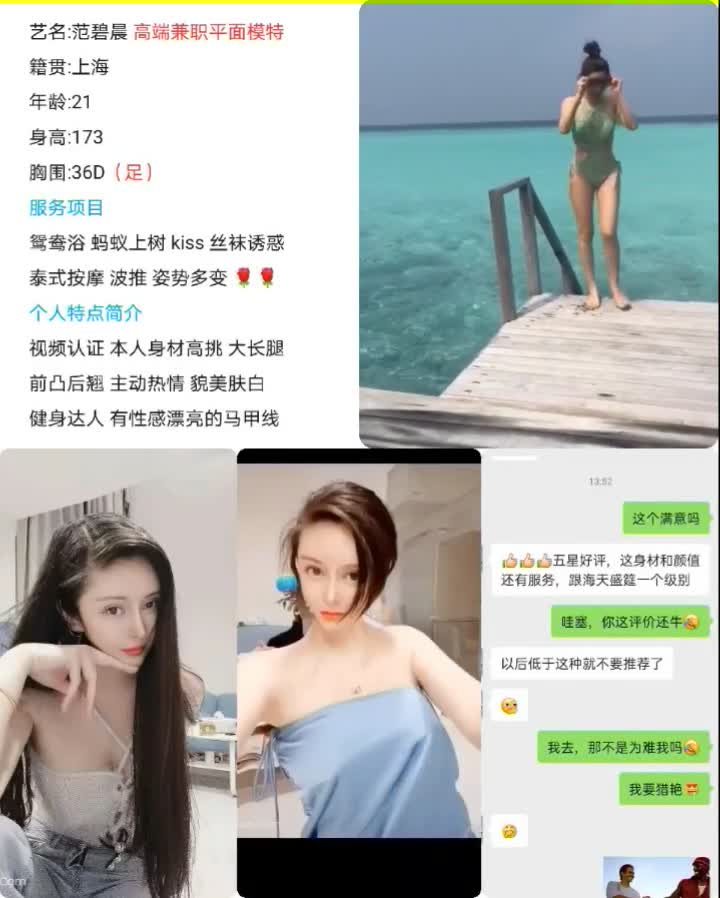 艺名:范碧晨 高端兼职平面模特
籍贯:上海
年龄:21
身高:173
胸围:36D（足）
服务项目
鸳鸯浴 蚂蚁上树 kiss 丝袜诱惑
泰式按摩 波推 姿势多变 🌹 🌹
个人特点简介
视频认证 本人身材高挑 大长腿
前凸后翘 主动热情 貌美肤白
健身达人 有性感漂亮的马甲线
13:52
这个满意吗
👍👍👍五星好评，这身材和颜值
还有服务，跟海天盛筵一个级别
哇塞，你这评价还牛🤣
以后低于这种就不要推荐了
我去，那不是为难我吗🤣
我要猎艳😍
.Com